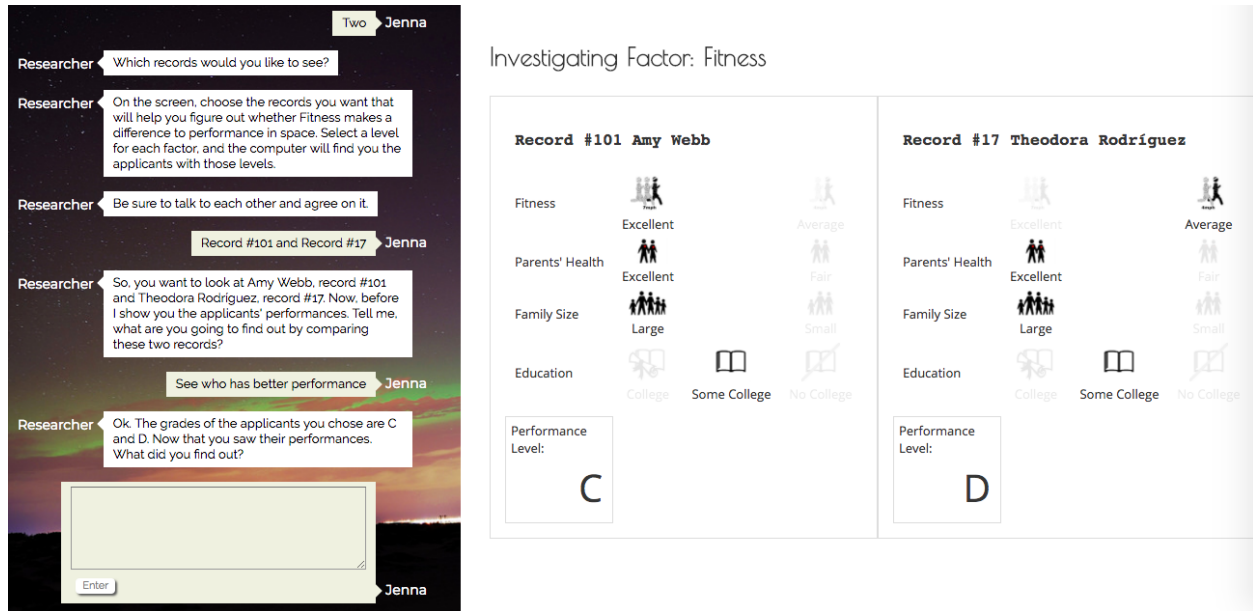 Two
Jenna
Researcher
Which records would you like to see?
Researcher
On the screen, choose the records you want that
will help you figure out whether Fitness makes a
difference to performance in space. Select a level
for each factor, and the computer will find you the
applicants with those levels.
Researcher
Be sure to talk to each other and agree on it.
Record #101 and Record #17
Jenna
Researcher
So, you want to look at Amy Webb, record #101
and Theodora Rodríguez, record #17. Now, before
I show you the applicants' performances. Tell me,
what are you going to find out by comparing
these two records?
See who has better performance
Jenna
Researcher
Ok. The grades of the applicants you chose are C
and D. Now that you saw their performances.
What did you find out?
Enter
Jenna
Investigating Factor: Fitness
Record #101 Amy Webb
Fitness
Excellent
Average
Parents' Health
Excellent
Fair
Family Size
Large
Small
Education
College
Some College
No College
Performance
Level:
C
Record #17 Theodora Rodríguez
Fitness
Excellent
Average
Parents' Health
Excellent
Fair
Family Size
Large
Small
Education
College
Some College
No College
Performance
Level:
D